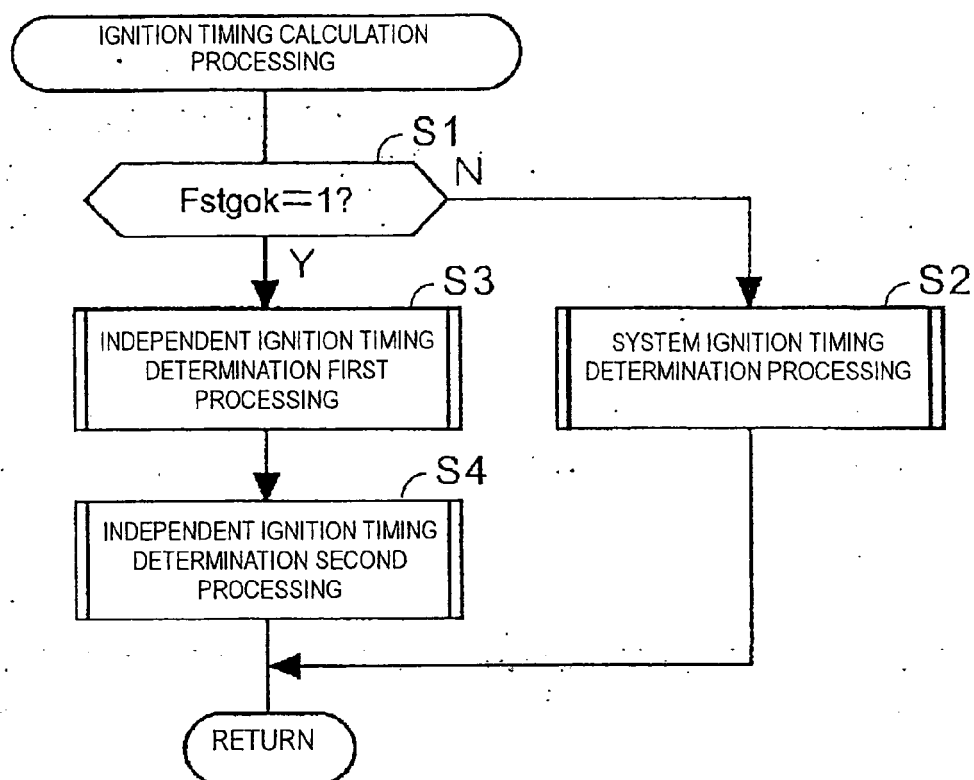 IGNITION TIMING CALCULATION
PROCESSING
S1
Fstgok=1?
N
Y
S3
INDEPENDENT IGNITION TIMING
DETERMINATION FIRST
PROCESSING
S2
SYSTEM IGNITION TIMING
DETERMINATION PROCESSING
S4
INDEPENDENT IGNITION TIMING
DETERMINATION SECOND
PROCESSING
RETURN